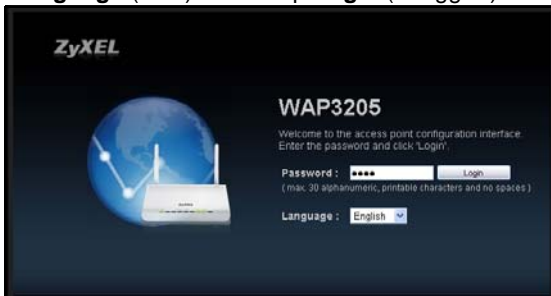 ZyXEL
WAP3205
Welcome to the access point configuration interface.
Enter the password and click 'Login'.
Password : •••• Login
( max. 30 alphanumeric, printable characters and no spaces )
Language : English